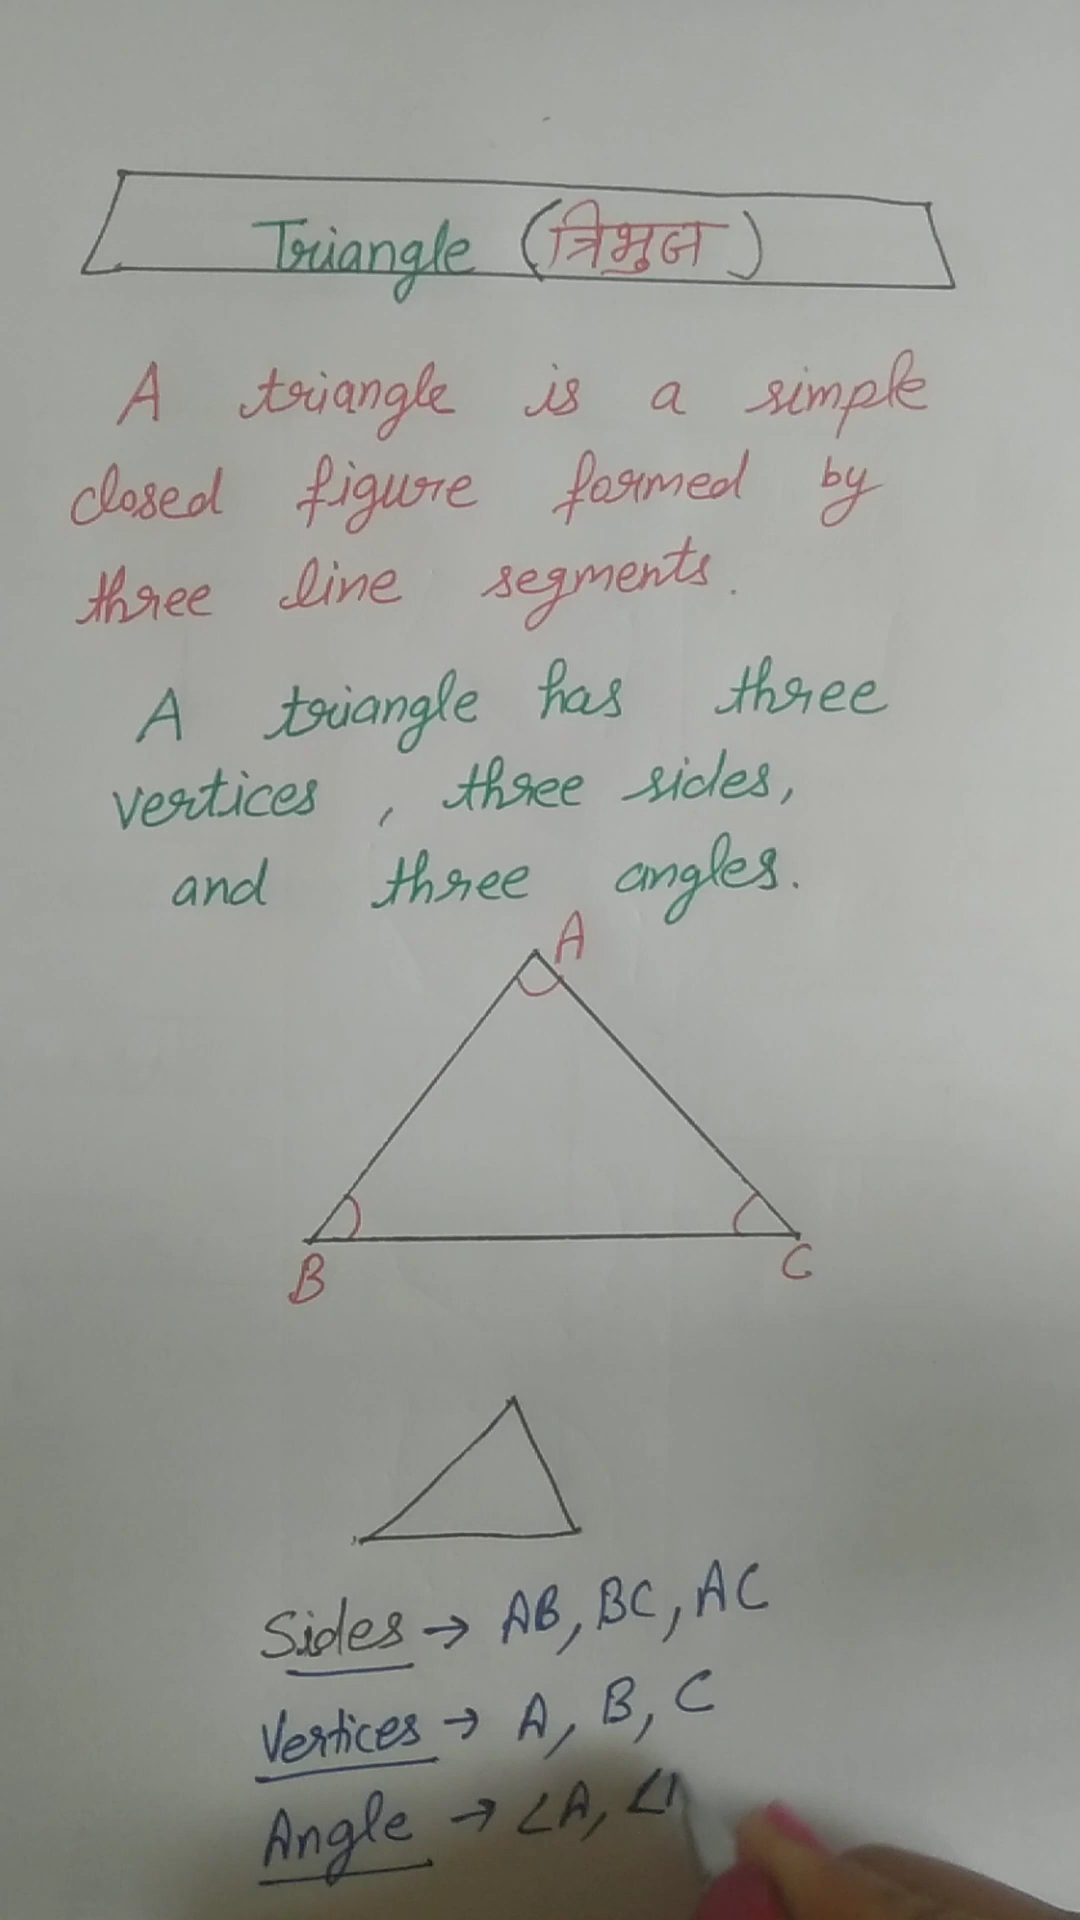 Triangle (त्रिभुज)
A triangle is a simple
closed figure formed by
three line segments.
A triangle has three
vertices, three sides,
and three angles.
A
B
C
Sides → AB, BC, AC
Vertices → A, B, C
Angle → ∠A, ∠